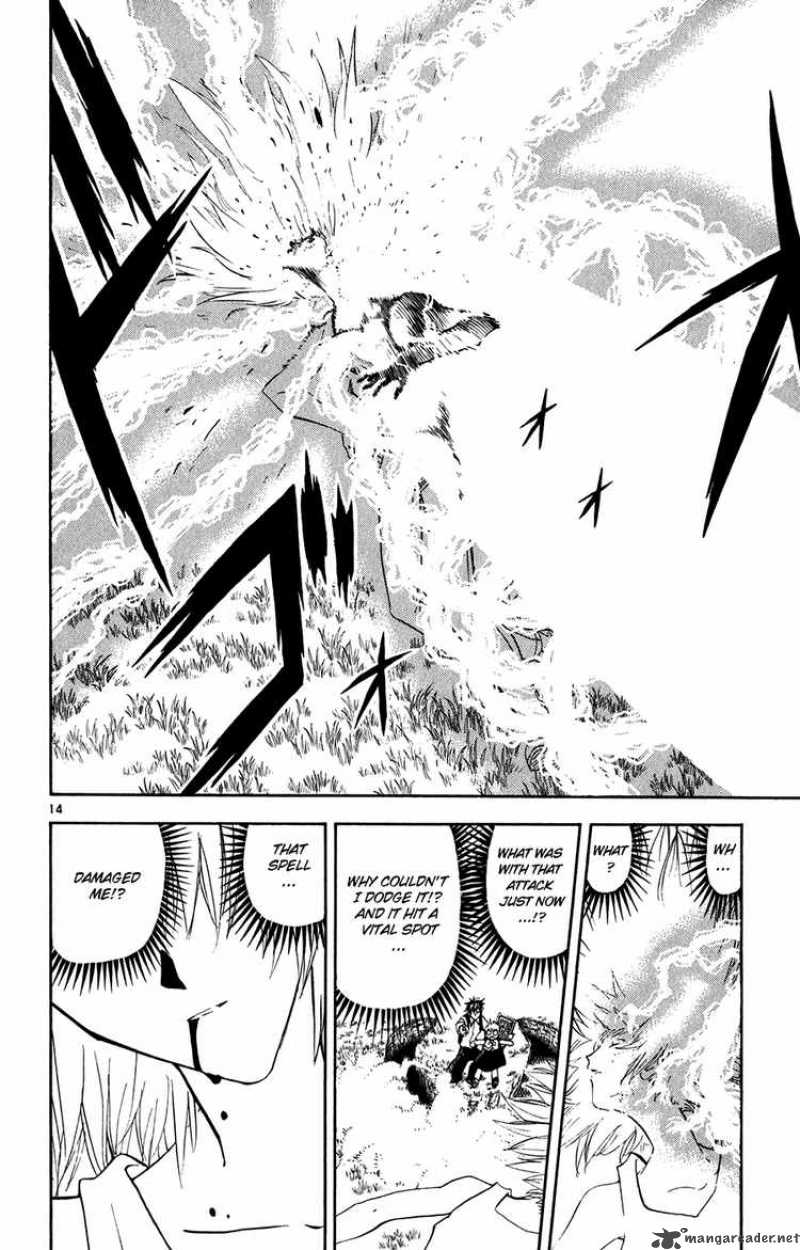 14
WH
...
WHAT
?
WHAT WAS
WITH THAT
ATTACK
JUST NOW
...!?
WHY COULDN'T
I DODGE IT!?
AND IT HIT A
VITAL SPOT
...
THAT
SPELL
...
DAMAGED
ME!?
mangarcader.net